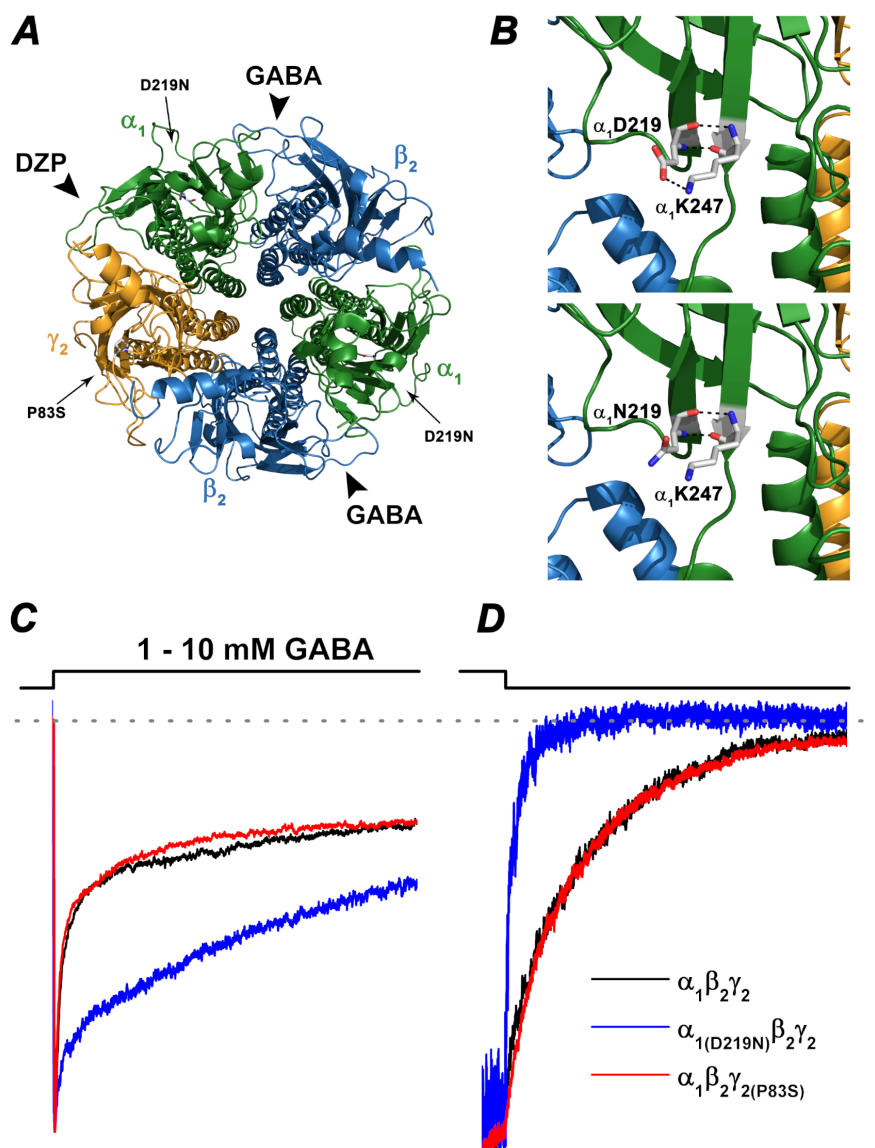 A
B
D219N
GABA
α1
DZP
β2
γ2
α1
P83S
D219N
β2
GABA
α1D219
α1K247
α1N219
α1K247
C
D
1 - 10 mM GABA
α1β2γ2
α1(D219N)β2γ2
α1β2γ2(P83S)